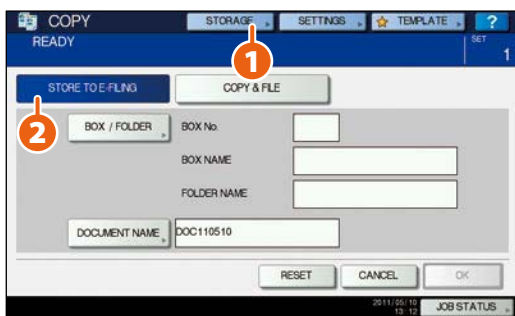 COPY
STORAGE
SETTINGS
TEMPLATE
?
READY
SET
1
1
STORE TO E-FILING
COPY & FILE
2
BOX / FOLDER
BOX No.
BOX NAME
FOLDER NAME
DOCUMENT NAME
DOC110510
RESET
CANCEL
OK
2011/05/10
13:12
JOB STATUS